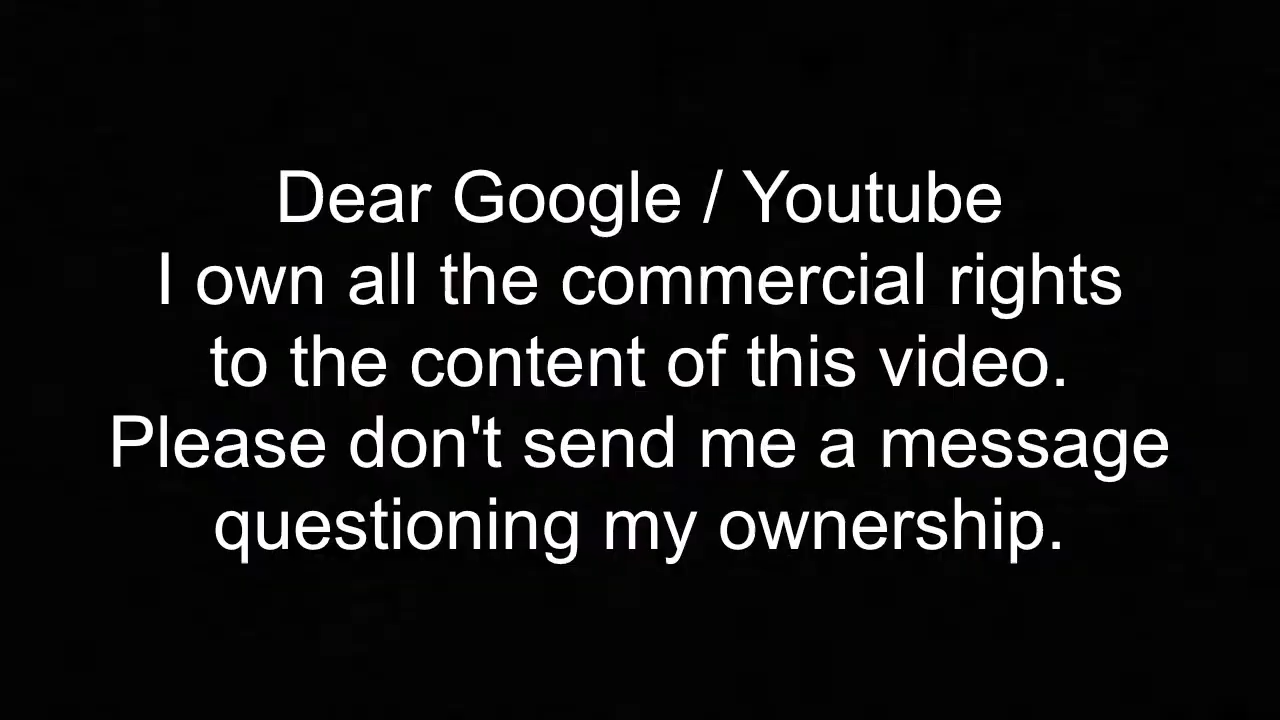 Dear Google / Youtube
I own all the commercial rights
to the content of this video.
Please don't send me a message
questioning my ownership.